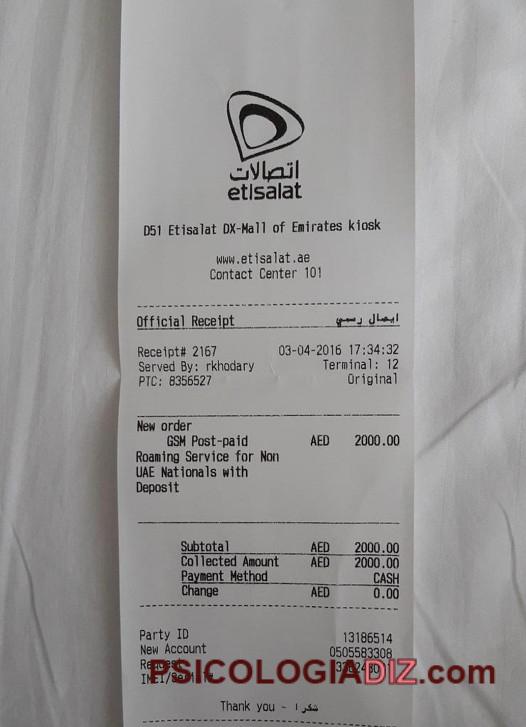 اتصالات
etisalat
D51 Etisalat DX-Mall of Emirates kiosk
www.etisalat.ae
Contact Center 101
Official Receipt ايصال رسمي
Receipt# 2167 03-04-2016 17:34:32
Served By: rkhodary Terminal: 12
PTC: 8356527 Original
New order
GSM Post-paid AED 2000.00
Roaming Service for Non
UAE Nationals with
Deposit
Subtotal AED 2000.00
Collected Amount AED 2000.00
Payment Method CASH
Change AED 0.00
Party ID 13186514
New Account 0505583308
PSICOLOGIADIZ.com
Thank you - شكرا